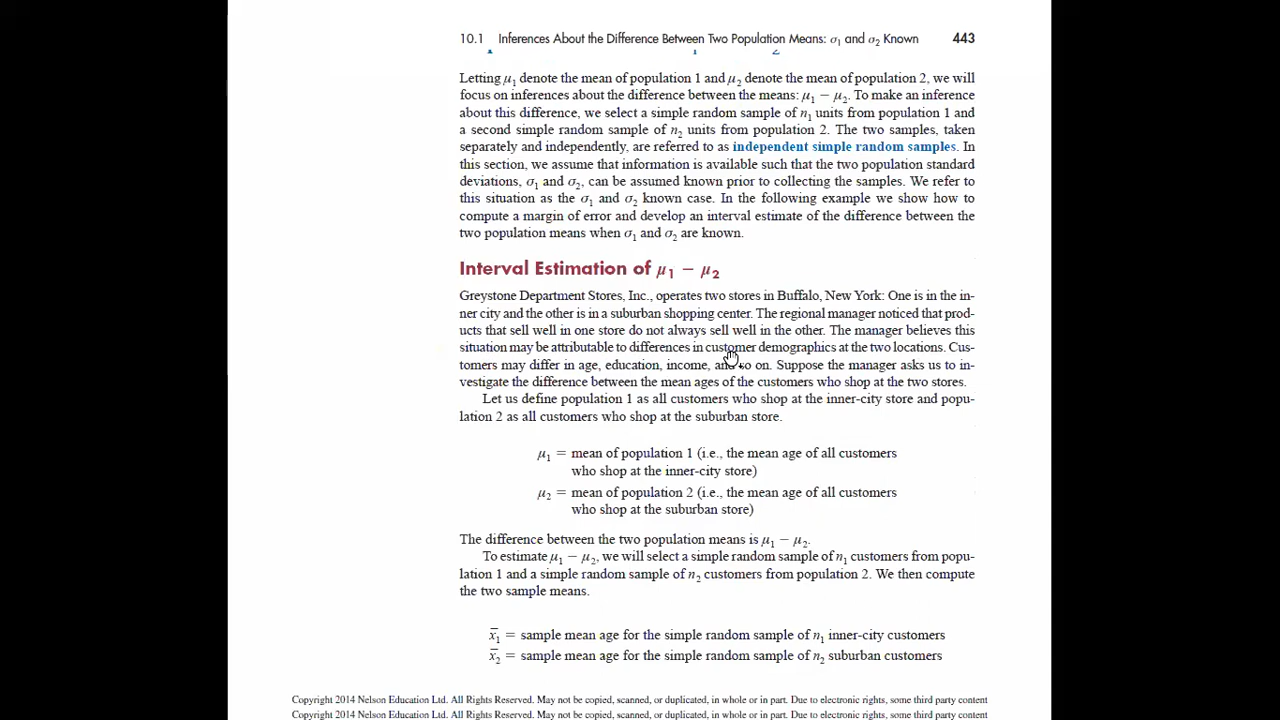 10.1 Inferences About the Difference Between Two Population Means: σ₁ and σ₂ Known 443
Letting μ₁ denote the mean of population 1 and μ₂ denote the mean of population 2, we will
focus on inferences about the difference between the means: μ₁ − μ₂. To make an inference
about this difference, we select a simple random sample of n₁ units from population 1 and
a second simple random sample of n₂ units from population 2. The two samples, taken
separately and independently, are referred to as independent simple random samples. In
this section, we assume that information is available such that the two population standard
deviations, σ₁ and σ₂, can be assumed known prior to collecting the samples. We refer to
this situation as the σ₁ and σ₂ known case. In the following example we show how to
compute a margin of error and develop an interval estimate of the difference between the
two population means when σ₁ and σ₂ are known.
Interval Estimation of μ₁ − μ₂
Greystone Department Stores, Inc., operates two stores in Buffalo, New York: One is in the in-
ner city and the other is in a suburban shopping center. The regional manager noticed that prod-
ucts that sell well in one store do not always sell well in the other. The manager believes this
situation may be attributable to differences in customer demographics at the two locations. Cus-
tomers may differ in age, education, income, and so on. Suppose the manager asks us to in-
vestigate the difference between the mean ages of the customers who shop at the two stores.
Let us define population 1 as all customers who shop at the inner-city store and popu-
lation 2 as all customers who shop at the suburban store.
μ₁ = mean of population 1 (i.e., the mean age of all customers
who shop at the inner-city store)
μ₂ = mean of population 2 (i.e., the mean age of all customers
who shop at the suburban store)
The difference between the two population means is μ₁ − μ₂.
To estimate μ₁ − μ₂, we will select a simple random sample of n₁ customers from popu-
lation 1 and a simple random sample of n₂ customers from population 2. We then compute
the two sample means.
x̄₁ = sample mean age for the simple random sample of n₁ inner-city customers
x̄₂ = sample mean age for the simple random sample of n₂ suburban customers
Copyright 2014 Nelson Education Ltd. All Rights Reserved. May not be copied, scanned, or duplicated, in whole or in part. Due to electronic rights, some third party content
Copyright 2014 Nelson Education Ltd. All Rights Reserved. May not be copied, scanned, or duplicated, in whole or in part. Due to electronic rights, some third party content